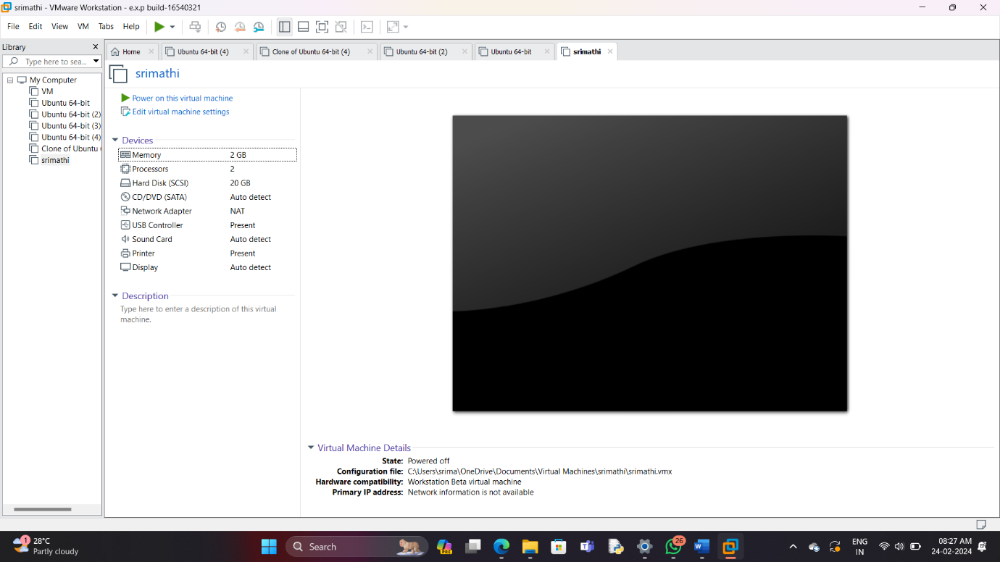 srimathi - VMware Workstation - e.x.p build-16540321
File Edit View VM Tabs Help
Library
Type here to sea...
My Computer
VM
Ubuntu 64-bit
Ubuntu 64-bit (2)
Ubuntu 64-bit (3)
Ubuntu 64-bit (4)
Clone of Ubuntu
srimathi
Home Ubuntu 64-bit (4) Clone of Ubuntu 64-bit (4) Ubuntu 64-bit (2) Ubuntu 64-bit srimathi
srimathi
Power on this virtual machine
Edit virtual machine settings
Devices
Memory 2 GB
Processors 2
Hard Disk (SCSI) 20 GB
CD/DVD (SATA) Auto detect
Network Adapter NAT
USB Controller Present
Sound Card Auto detect
Printer Present
Display Auto detect
Description
Type here to enter a description of this virtual
machine.
Virtual Machine Details
State: Powered off
Configuration file: C:\Users\srima\OneDrive\Documents\Virtual Machines\srimathi\srimathi.vmx
Hardware compatibility: Workstation Beta virtual machine
Primary IP address: Network information is not available
1
28°C
Partly cloudy
Search
PRE
26
ENG
IN
08:27 AM
24-02-2024